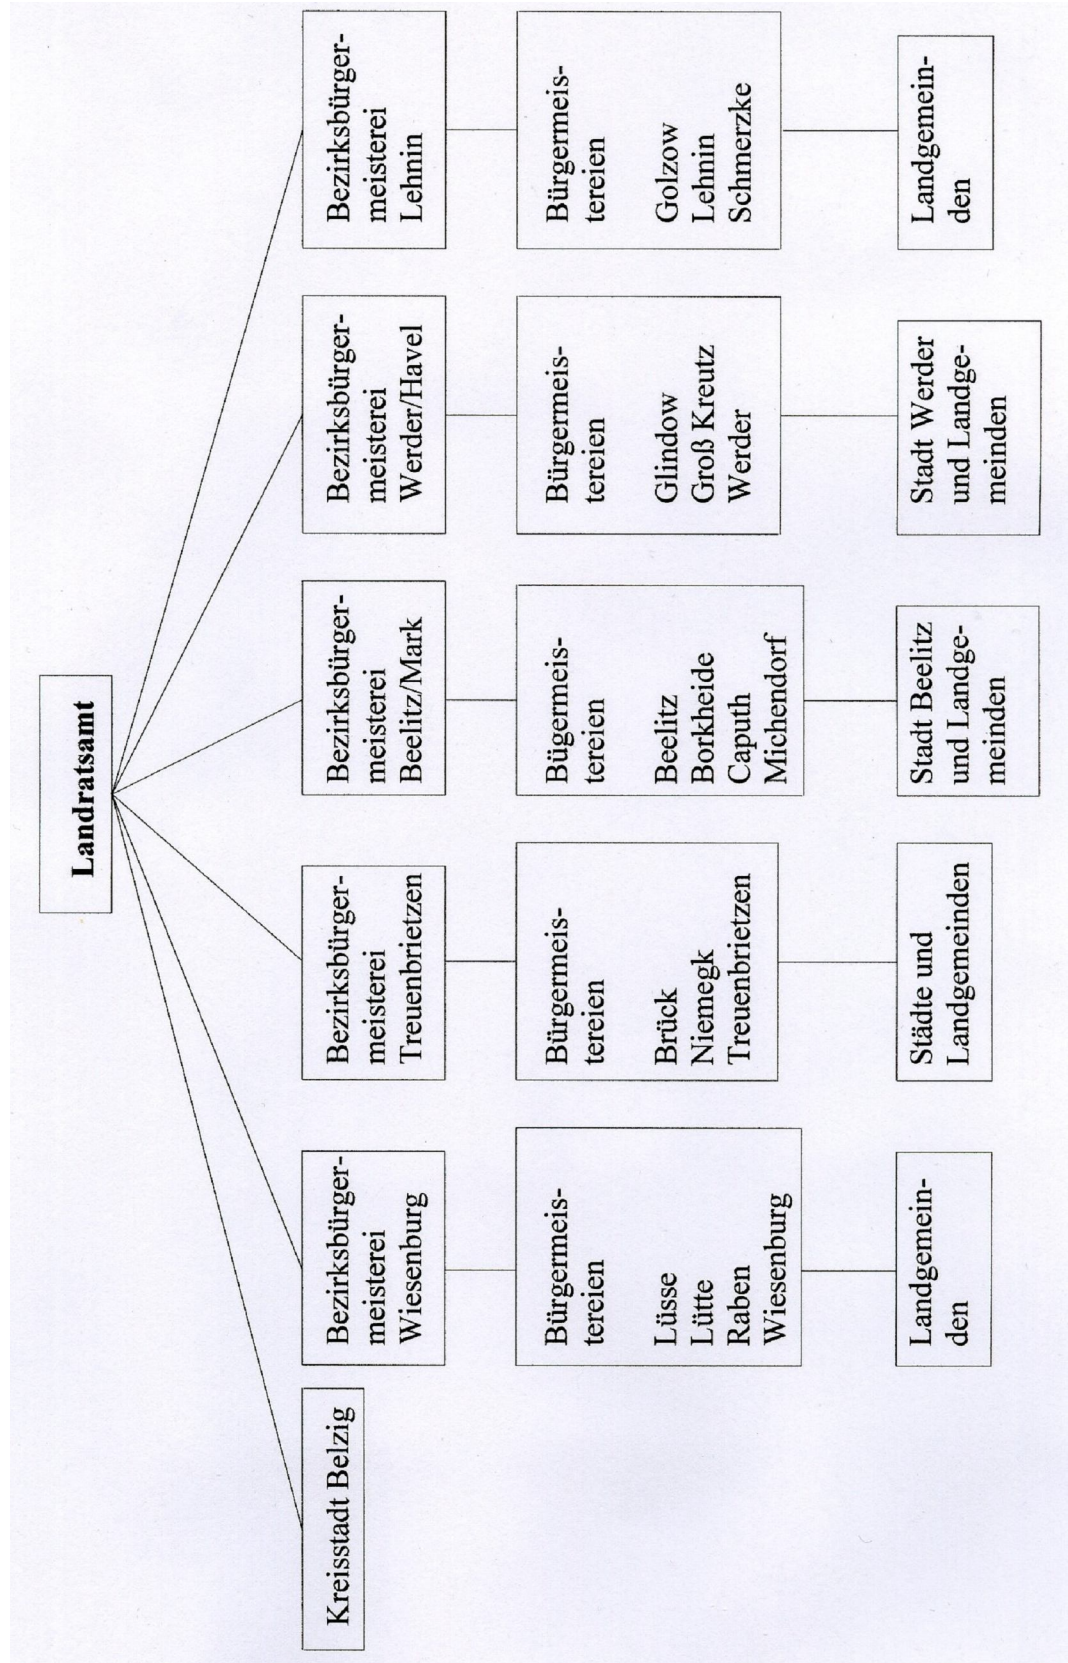 Landratsamt
Kreisstadt Belzig
Bezirksbürger-
meisterei
Wiesenburg
Bezirksbürger-
meisterei
Treuenbrietzen
Bezirksbürger-
meisterei
Beelitz/Mark
Bezirksbürger-
meisterei
Werder/Havel
Bezirksbürger-
meisterei
Lehnin
Bürgermeis-
tereien
Lüsse
Lütte
Raben
Wiesenburg
Bürgermeis-
tereien
Brück
Niemegk
Treuenbrietzen
Bügermeis-
tereien
Beelitz
Borkheide
Caputh
Michendorf
Bürgermeis-
tereien
Glindow
Groß Kreutz
Werder
Bürgermeis-
tereien
Golzow
Lehnin
Schmerzke
Landgemein-
den
Städte und
Landgemeinden
Stadt Beelitz
und Landge-
meinden
Stadt Werder
und Landge-
meinden
Landgemein-
den